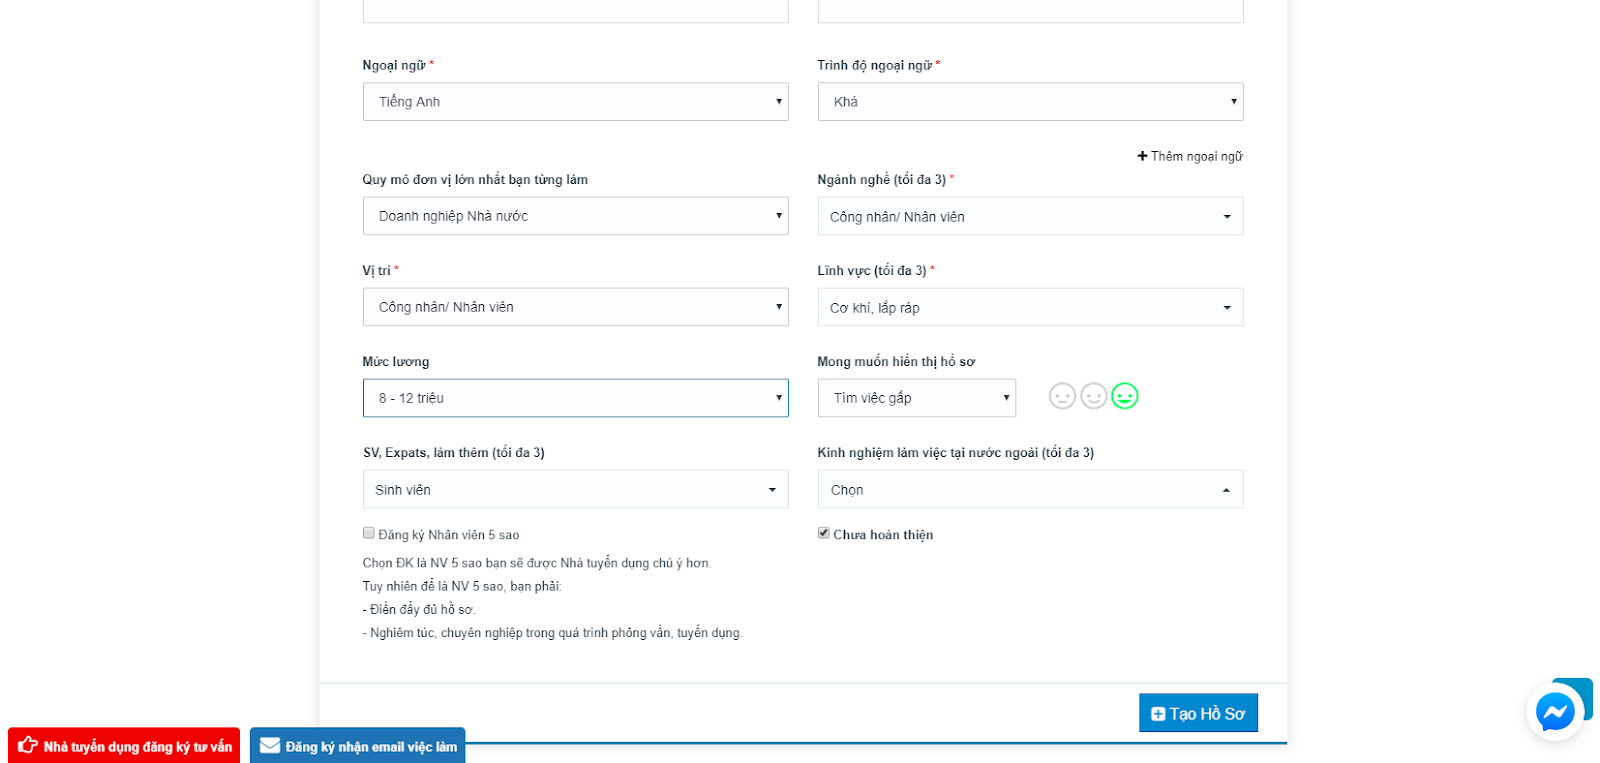 Ngoại ngữ *
Trình độ ngoại ngữ *
Tiếng Anh
Khá
Thêm ngoại ngữ
Quy mô đơn vị lớn nhất bạn từng làm
Ngành nghề (tối đa 3) *
Doanh nghiệp Nhà nước
Công nhân/ Nhân viên
Vị trí *
Lĩnh vực (tối đa 3) *
Công nhân/ Nhân viên
Cơ khí, lắp ráp
Mức lương
Mong muốn hiển thị hồ sơ
8 - 12 triệu
Tìm việc gấp
SV, Expats, làm thêm (tối đa 3)
Kinh nghiệm làm việc tại nước ngoài (tối đa 3)
Sinh viên
Chọn
Đăng ký Nhân viên 5 sao
Chưa hoàn thiện
Chọn ĐK là NV 5 sao bạn sẽ được Nhà tuyển dụng chú ý hơn.
Tuy nhiên để là NV 5 sao, bạn phải:
- Điền đẩy đủ hồ sơ.
- Nghiêm túc, chuyên nghiệp trong quá trình phỏng vấn, tuyển dụng.
Tạo Hồ Sơ
Nhà tuyển dụng đăng ký tư vấn
Đăng ký nhận email việc làm